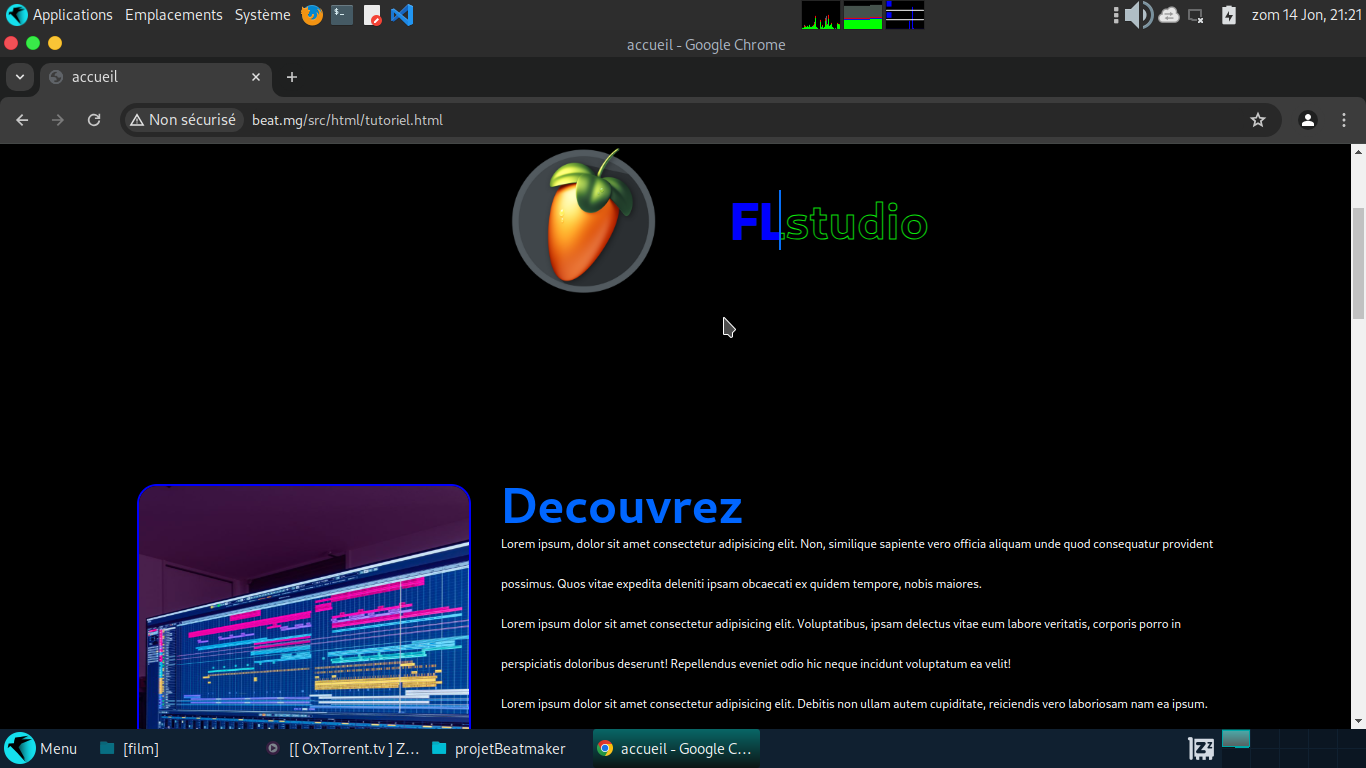 Applications Emplacements Système
zom 14 Jon, 21:21
accueil - Google Chrome
accueil
Non sécurisé
beat.mg/src/html/tutoriel.html
FL.studio
Decouvrez
Lorem ipsum, dolor sit amet consectetur adipisicing elit. Non, similique sapiente vero officia aliquam unde quod consequatur provident
possimus. Quos vitae expedita deleniti ipsam obcaecati ex quidem tempore, nobis maiores.
Lorem ipsum dolor sit amet consectetur adipisicing elit. Voluptatibus, ipsam delectus vitae eum labore veritatis, corporis porro in
perspiciatis doloribus deserunt! Repellendus eveniet odio hic neque incidunt voluptatum ea velit!
Lorem ipsum dolor sit amet consectetur adipisicing elit. Debitis non ullam autem cupiditate, reiciendis vero laboriosam nam ea ipsum.
Menu
[film]
[[ OxTorrent.tv ] Z...
projetBeatmaker
accueil - Google C...